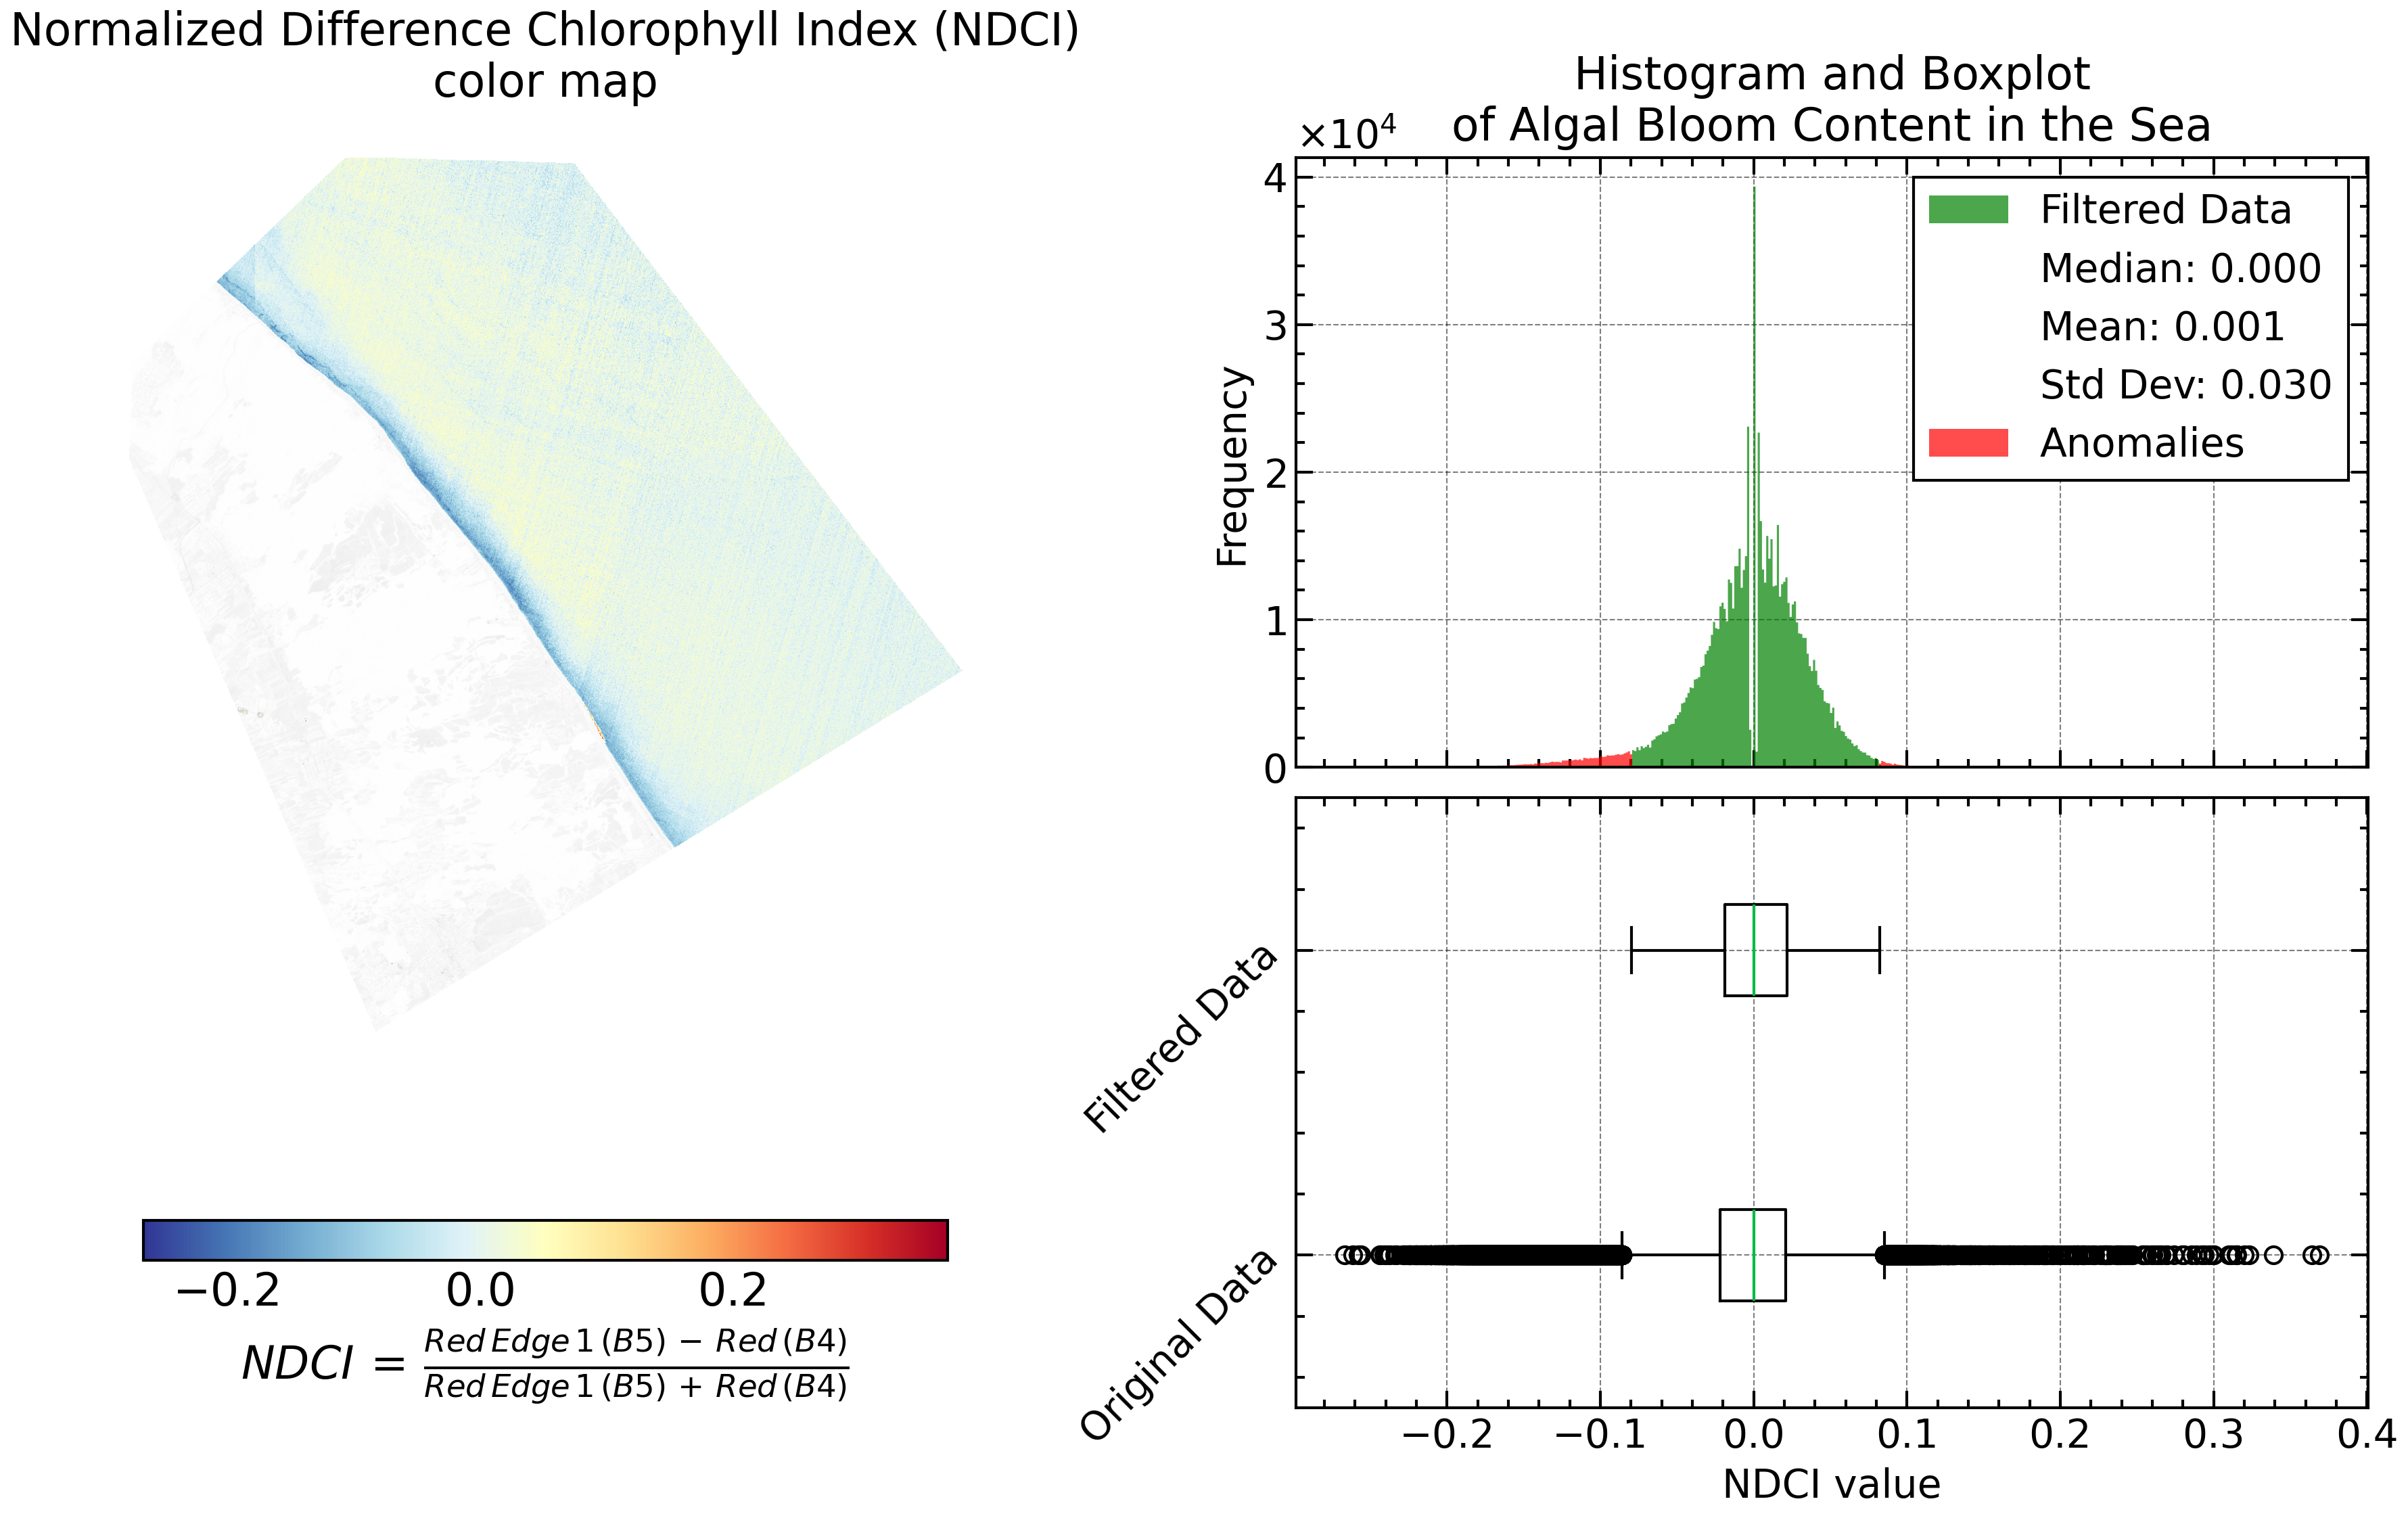 Normalized Difference Chlorophyll Index (NDCI)
color map
−0.2 0.0 0.2
NDCI = Red Edge 1 (B5) − Red (B4) / Red Edge 1 (B5) + Red (B4)
Histogram and Boxplot
of Algal Bloom Content in the Sea
×10⁴
4
3
2
1
0
Frequency
Filtered Data
Median: 0.000
Mean: 0.001
Std Dev: 0.030
Anomalies
Filtered Data
Original Data
−0.2 −0.1 0.0 0.1 0.2 0.3 0.4
NDCI value